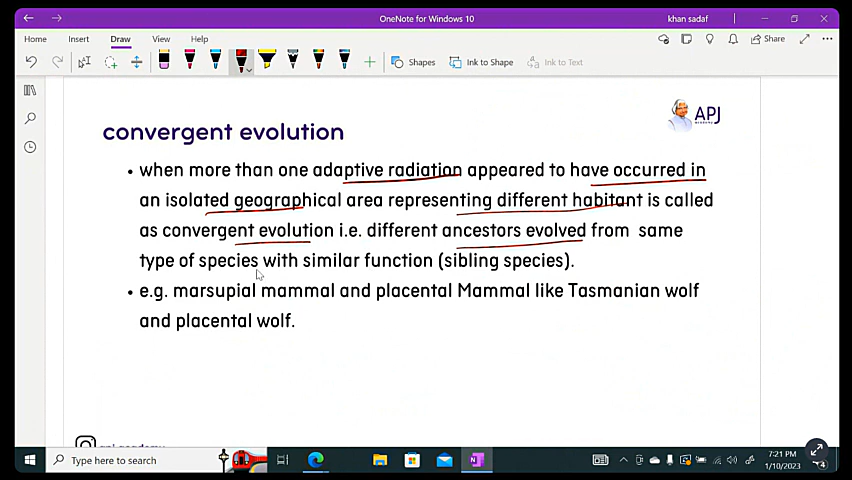 OneNote for Windows 10
khan sadaf
Home Insert Draw View Help
Share
Shapes Ink to Shape Ink to Text
APJ
academy
convergent evolution
• when more than one adaptive radiation appeared to have occurred in
an isolated geographical area representing different habitant is called
as convergent evolution i.e. different ancestors evolved from same
type of species with similar function (sibling species).
• e.g. marsupial mammal and placental Mammal like Tasmanian wolf
and placental wolf.
apj academy
Type here to search
7:21 PM
1/10/2023
4